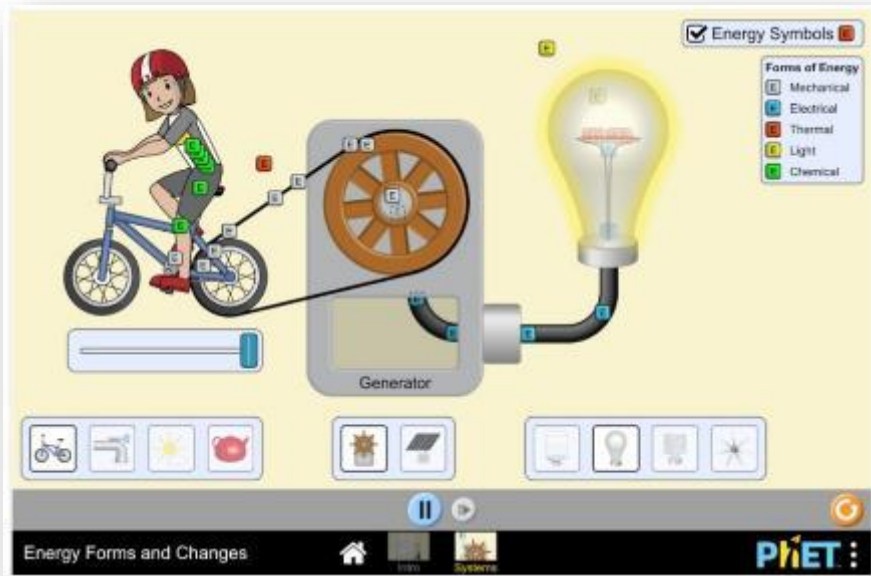 Energy Symbols E
Forms of Energy
E Mechanical
E Electrical
E Thermal
E Light
E Chemical
Generator
Energy Forms and Changes
Intro
Systems
PhET